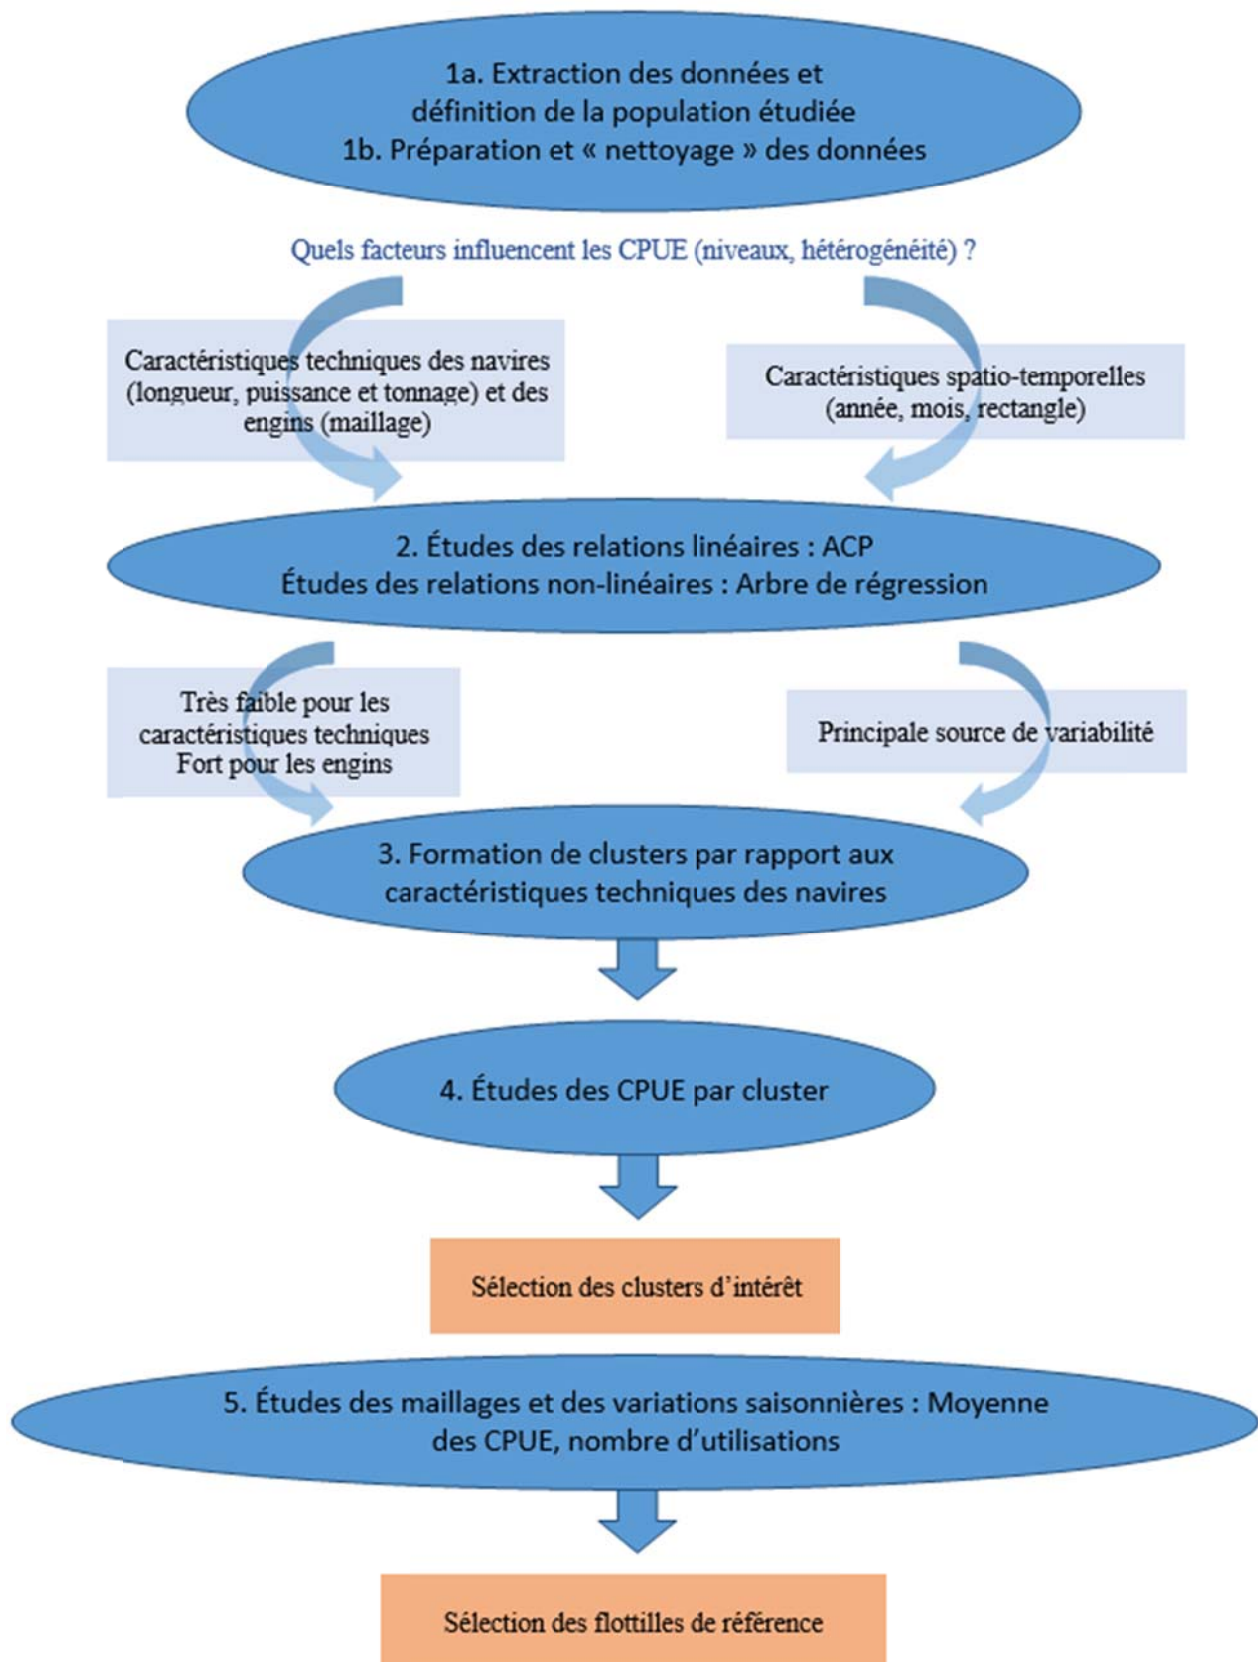 1a. Extraction des données et
définition de la population étudiée
1b. Préparation et « nettoyage » des données
Quels facteurs influencent les CPUE (niveaux, hétérogénéité) ?
Caractéristiques techniques des navires
(longueur, puissance et tonnage) et des
engins (maillage)
Caractéristiques spatio-temporelles
(année, mois, rectangle)
2. Études des relations linéaires : ACP
Études des relations non-linéaires : Arbre de régression
Très faible pour les
caractéristiques techniques
Fort pour les engins
Principale source de variabilité
3. Formation de clusters par rapport aux
caractéristiques techniques des navires
4. Études des CPUE par cluster
Sélection des clusters d’intérêt
5. Études des maillages et des variations saisonnières : Moyenne
des CPUE, nombre d’utilisations
Sélection des flottilles de référence